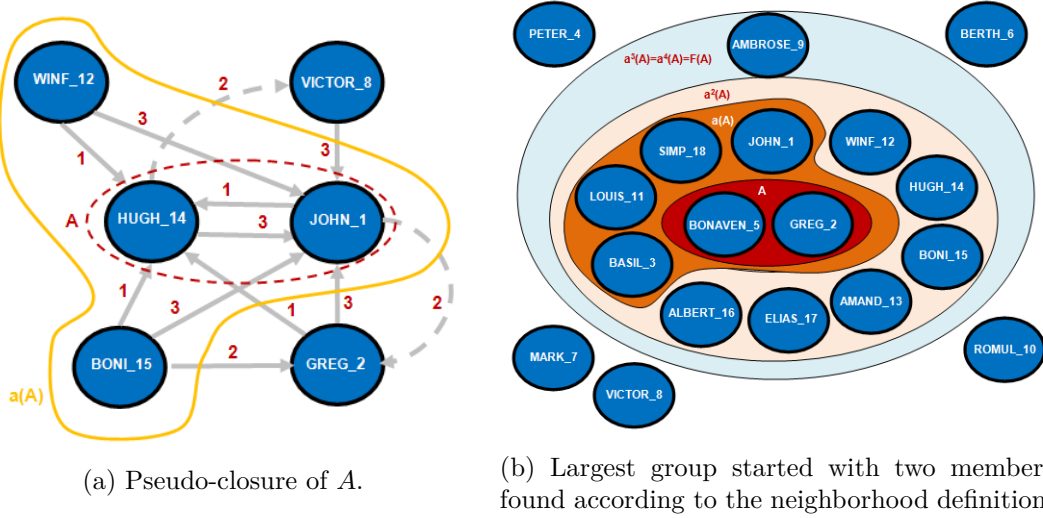 WINF_12
VICTOR_8
2
3
1
3
A
HUGH_14
1
3
JOHN_1
1
3
1
3
2
BONI_15
2
GREG_2
a(A)
(a) Pseudo-closure of A.
PETER_4
AMBROSE_9
BERTH_6
a³(A)=a⁴(A)=F(A)
a²(A)
a(A)
SIMP_18
JOHN_1
WINF_12
LOUIS_11
A
HUGH_14
BONAVEN_5
GREG_2
BASIL_3
BONI_15
ALBERT_16
ELIAS_17
AMAND_13
MARK_7
ROMUL_10
VICTOR_8
(b) Largest group started with two member
found according to the neighborhood definition